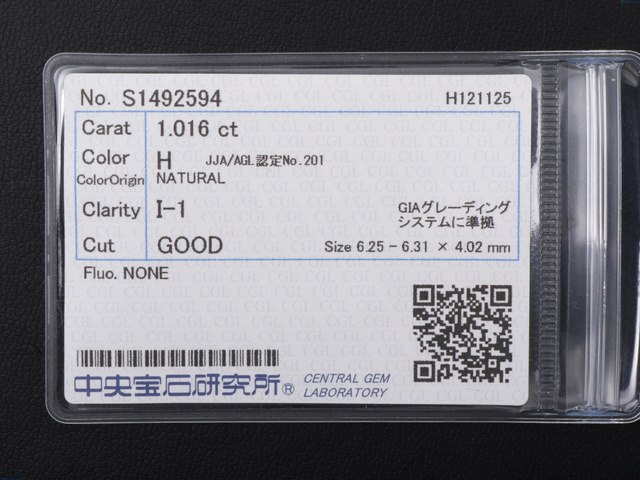 No. S1492594 H121125
Carat 1.016 ct
Color H JJA/AGL認定No.201
ColorOrigin NATURAL
Clarity I-1 GIAグレーディング
システムに準拠
Cut GOOD Size 6.25 - 6.31 × 4.02 mm
Fluo. NONE
中央宝石研究所® CENTRAL GEM
LABORATORY